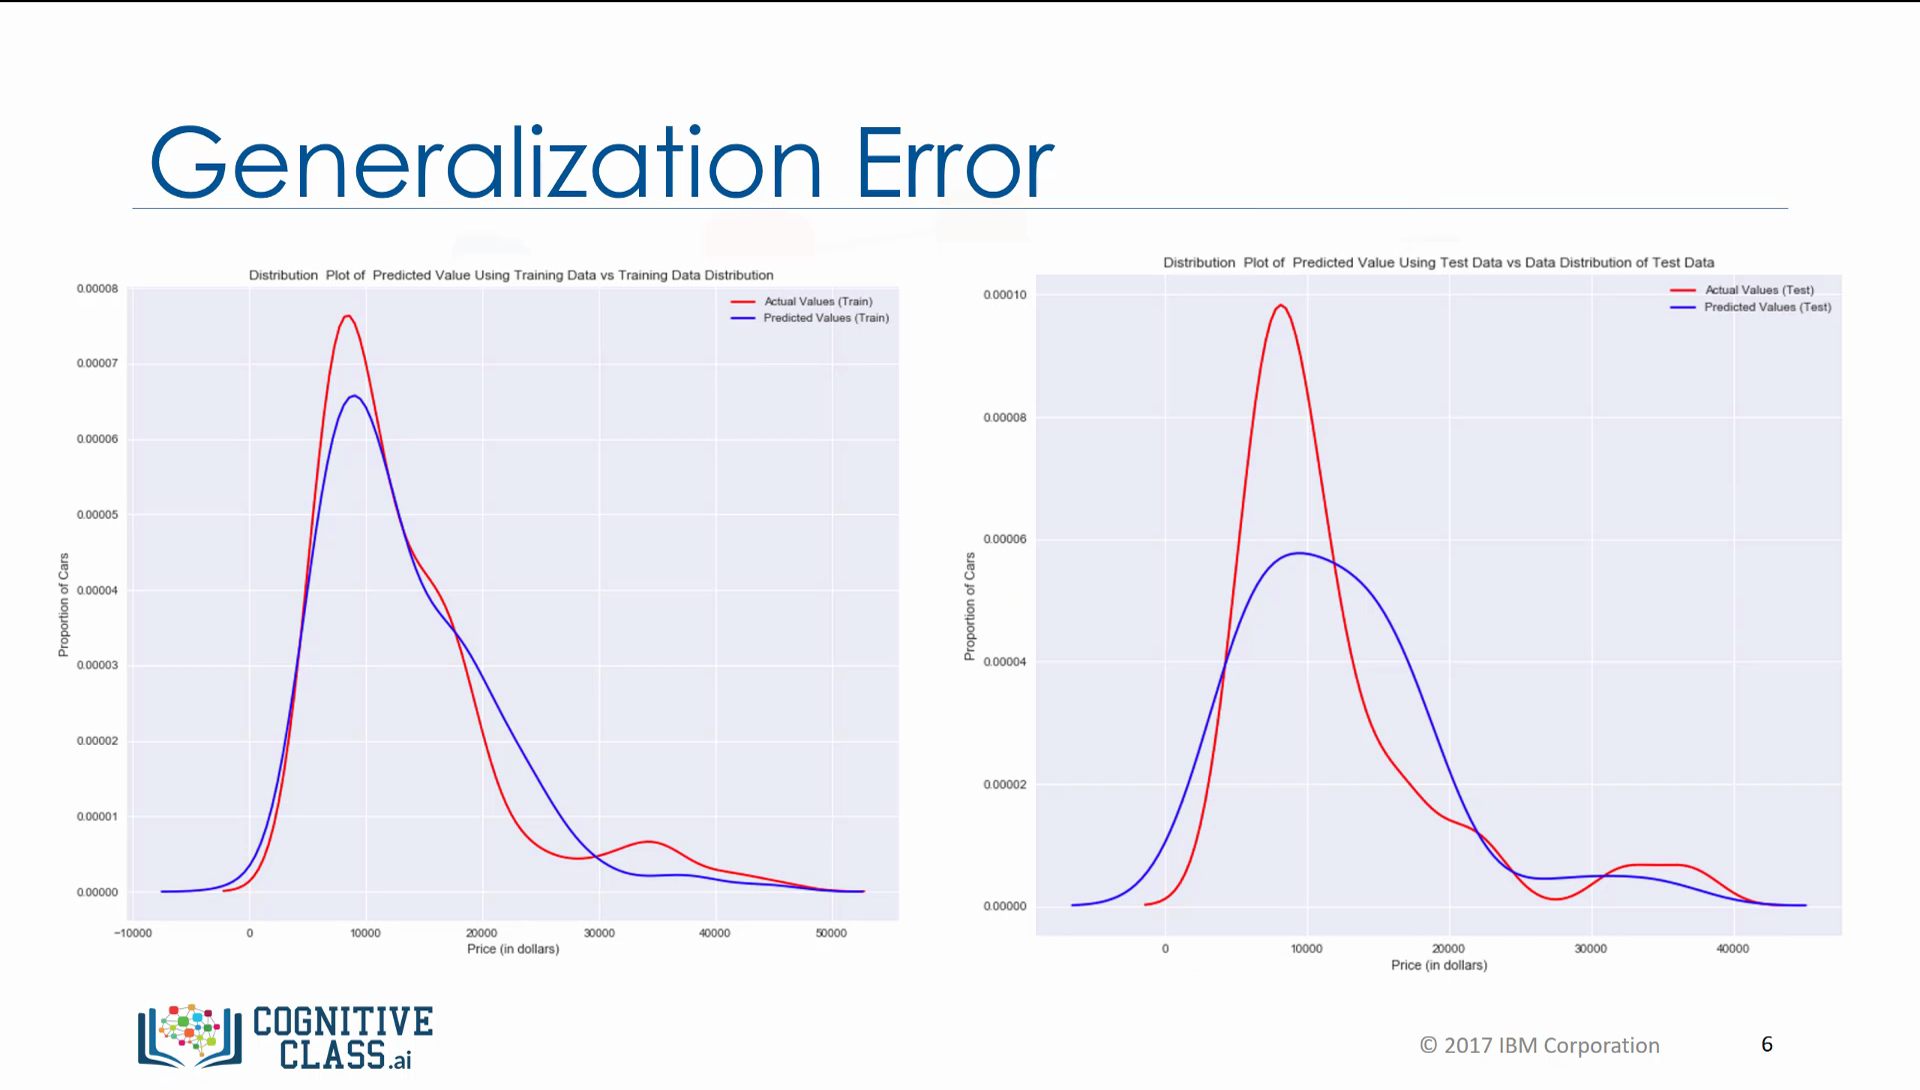 Generalization Error
Distribution Plot of Predicted Value Using Training Data vs Training Data Distribution
Actual Values (Train)
Predicted Values (Train)
0.00008
0.00007
0.00006
0.00005
0.00004
0.00003
0.00002
0.00001
0.00000
Proportion of Cars
−10000 0 10000 20000 30000 40000 50000
Price (in dollars)
Distribution Plot of Predicted Value Using Test Data vs Data Distribution of Test Data
Actual Values (Test)
Predicted Values (Test)
0.00010
0.00008
0.00006
0.00004
0.00002
0.00000
Proportion of Cars
0 10000 20000 30000 40000
Price (in dollars)
COGNITIVE
CLASS.ai
© 2017 IBM Corporation
6